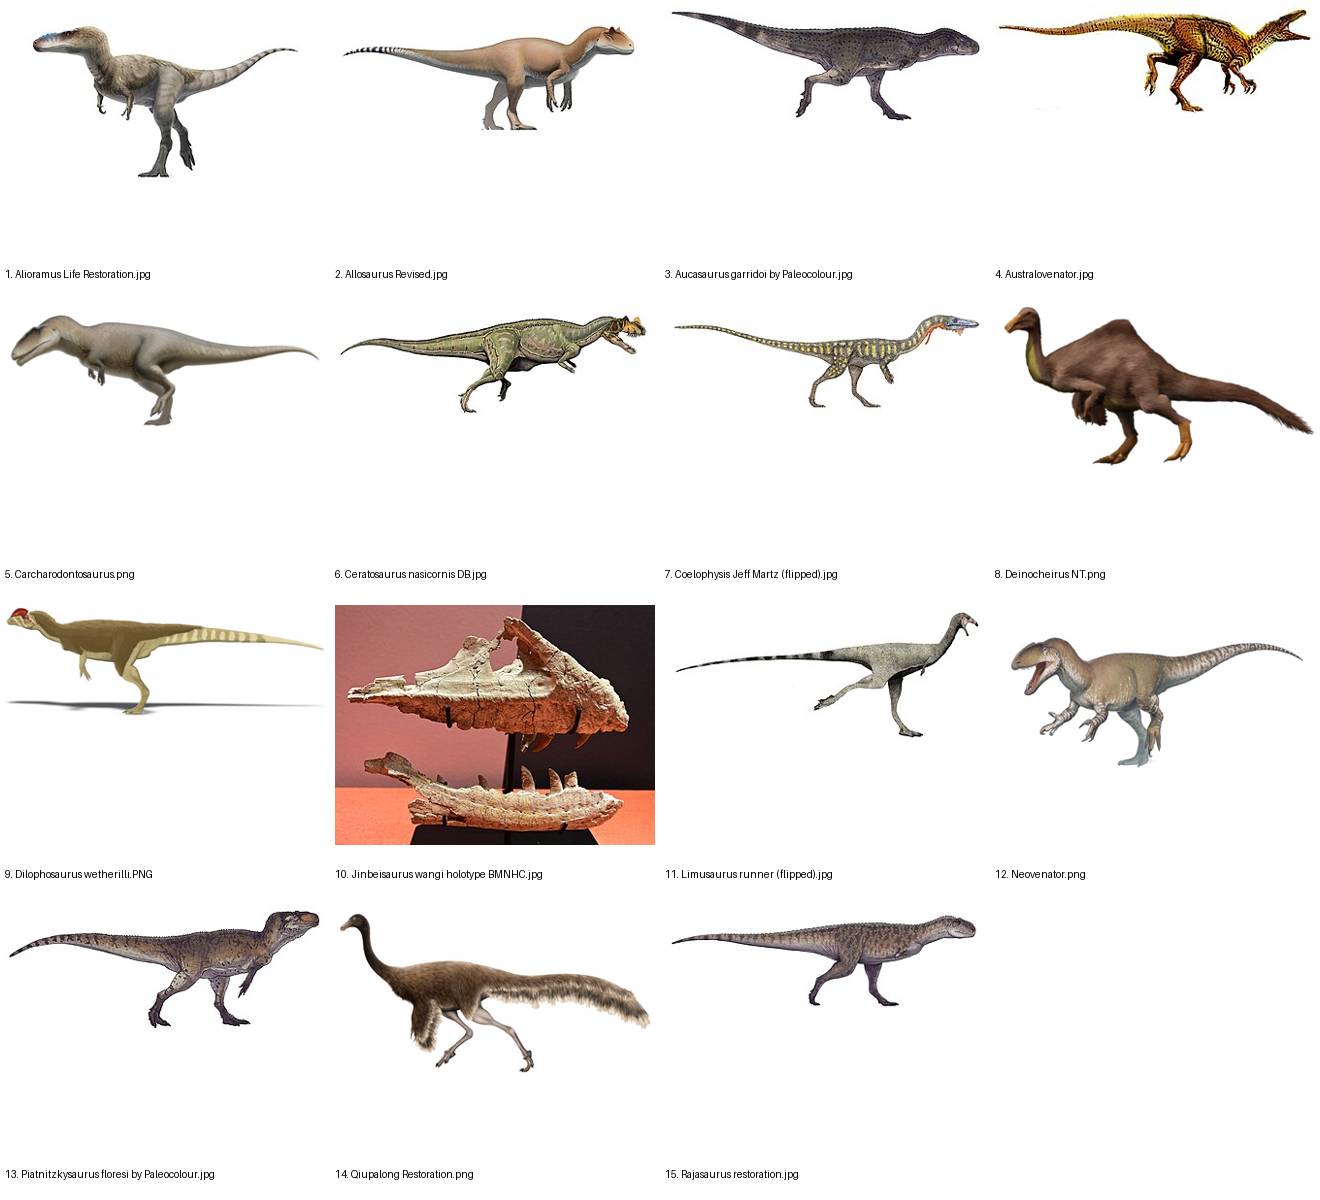 1. Alioramus Life Restoration.jpg
2. Allosaurus Revised.jpg
3. Aucasaurus garridoi by Paleocolour.jpg
4. Australovenator.jpg
5. Carcharodontosaurus.png
6. Ceratosaurus nasicornis DB.jpg
7. Coelophysis Jeff Martz (flipped).jpg
8. Deinocheirus NT.png
9. Dilophosaurus wetherilli.PNG
10. Jinbeisaurus wangi holotype BMNHC.jpg
11. Limusaurus runner (flipped).jpg
12. Neovenator.png
13. Piatnitzkysaurus floresi by Paleocolour.jpg
14. Qiupalong Restoration.png
15. Rajasaurus restoration.jpg